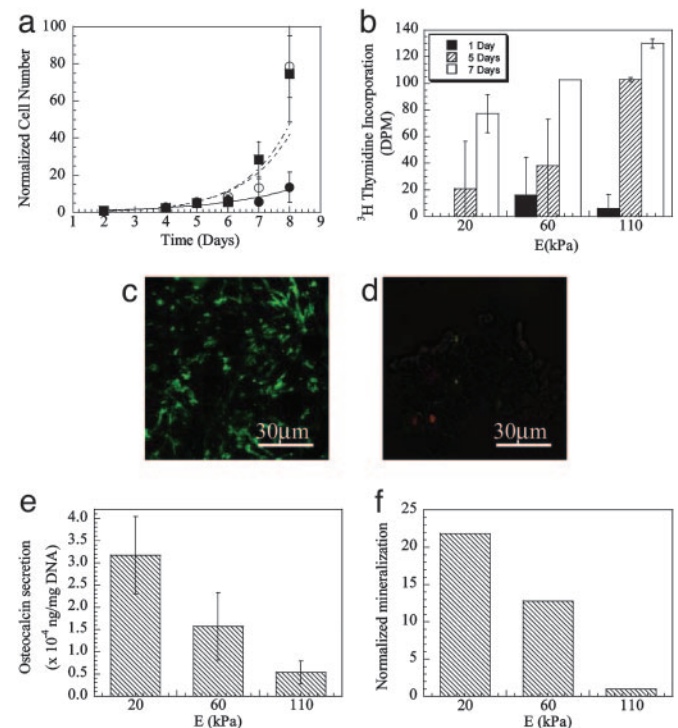 a
Normalized Cell Number
100
80
60
40
20
0
1 2 3 4 5 6 7 8 9
Time (Days)
b
³H Thymidine Incorporation
(DPM)
140
120
100
80
60
40
20
0
1 Day
5 Days
7 Days
20 60 110
E(kPa)
c
30μm
d
30μm
e
Osteocalcin secretion
(x 10⁻⁴ ng/mg DNA)
4.0
3.5
3.0
2.5
2.0
1.5
1.0
0.5
0.0
20 60 110
E (kPa)
f
Normalized mineralization
25
20
15
10
5
0
20 60 110
E (kPa)